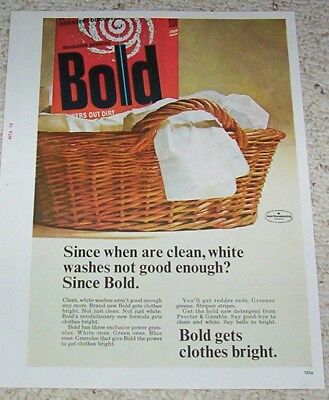 Bold
POWERS OUT DIRT
Since when are clean, white
washes not good enough?
Since Bold.
Clean, white washes aren't good enough
any more. Brand new Bold gets clothes
bright. Not just clean. Not just white.
Bold's revolutionary new formula gets
clothes bright.
Bold has three exclusive power gran-
ules. White ones. Green ones. Blue
ones. Granules that give Bold the power
to get clothes bright.
You'll get redder reds. Greener
greens. Stripier stripes.
Get the bold new detergent from
Procter & Gamble. Say good-bye to
clean and white. Say hello to bright.
Bold gets
clothes bright.